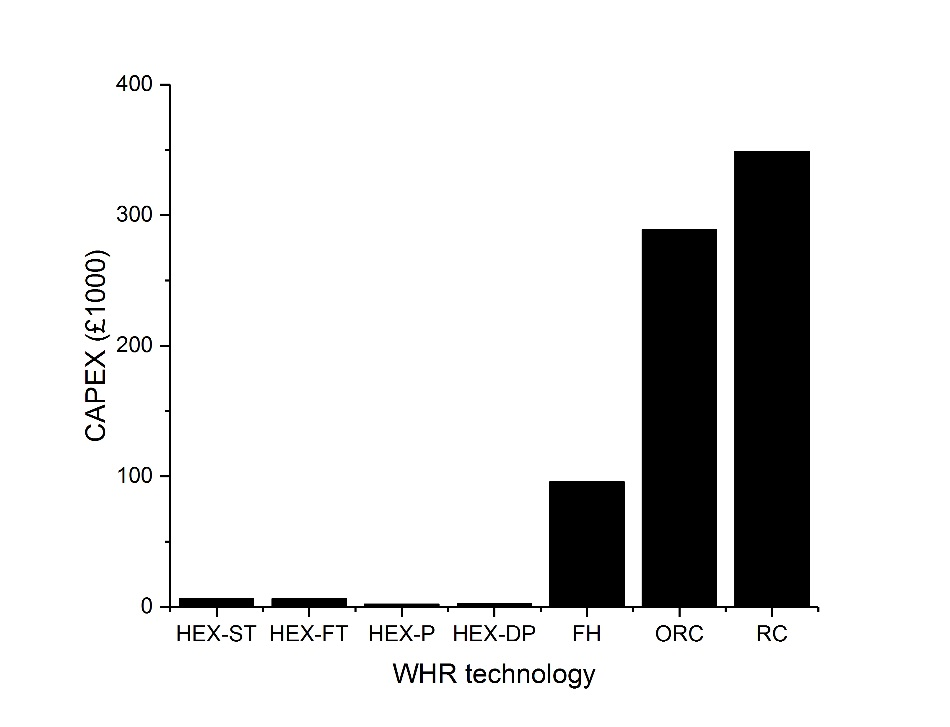 400
300
200
100
0
CAPEX (£1000)
HEX-ST HEX-FT HEX-P HEX-DP FH ORC RC
WHR technology